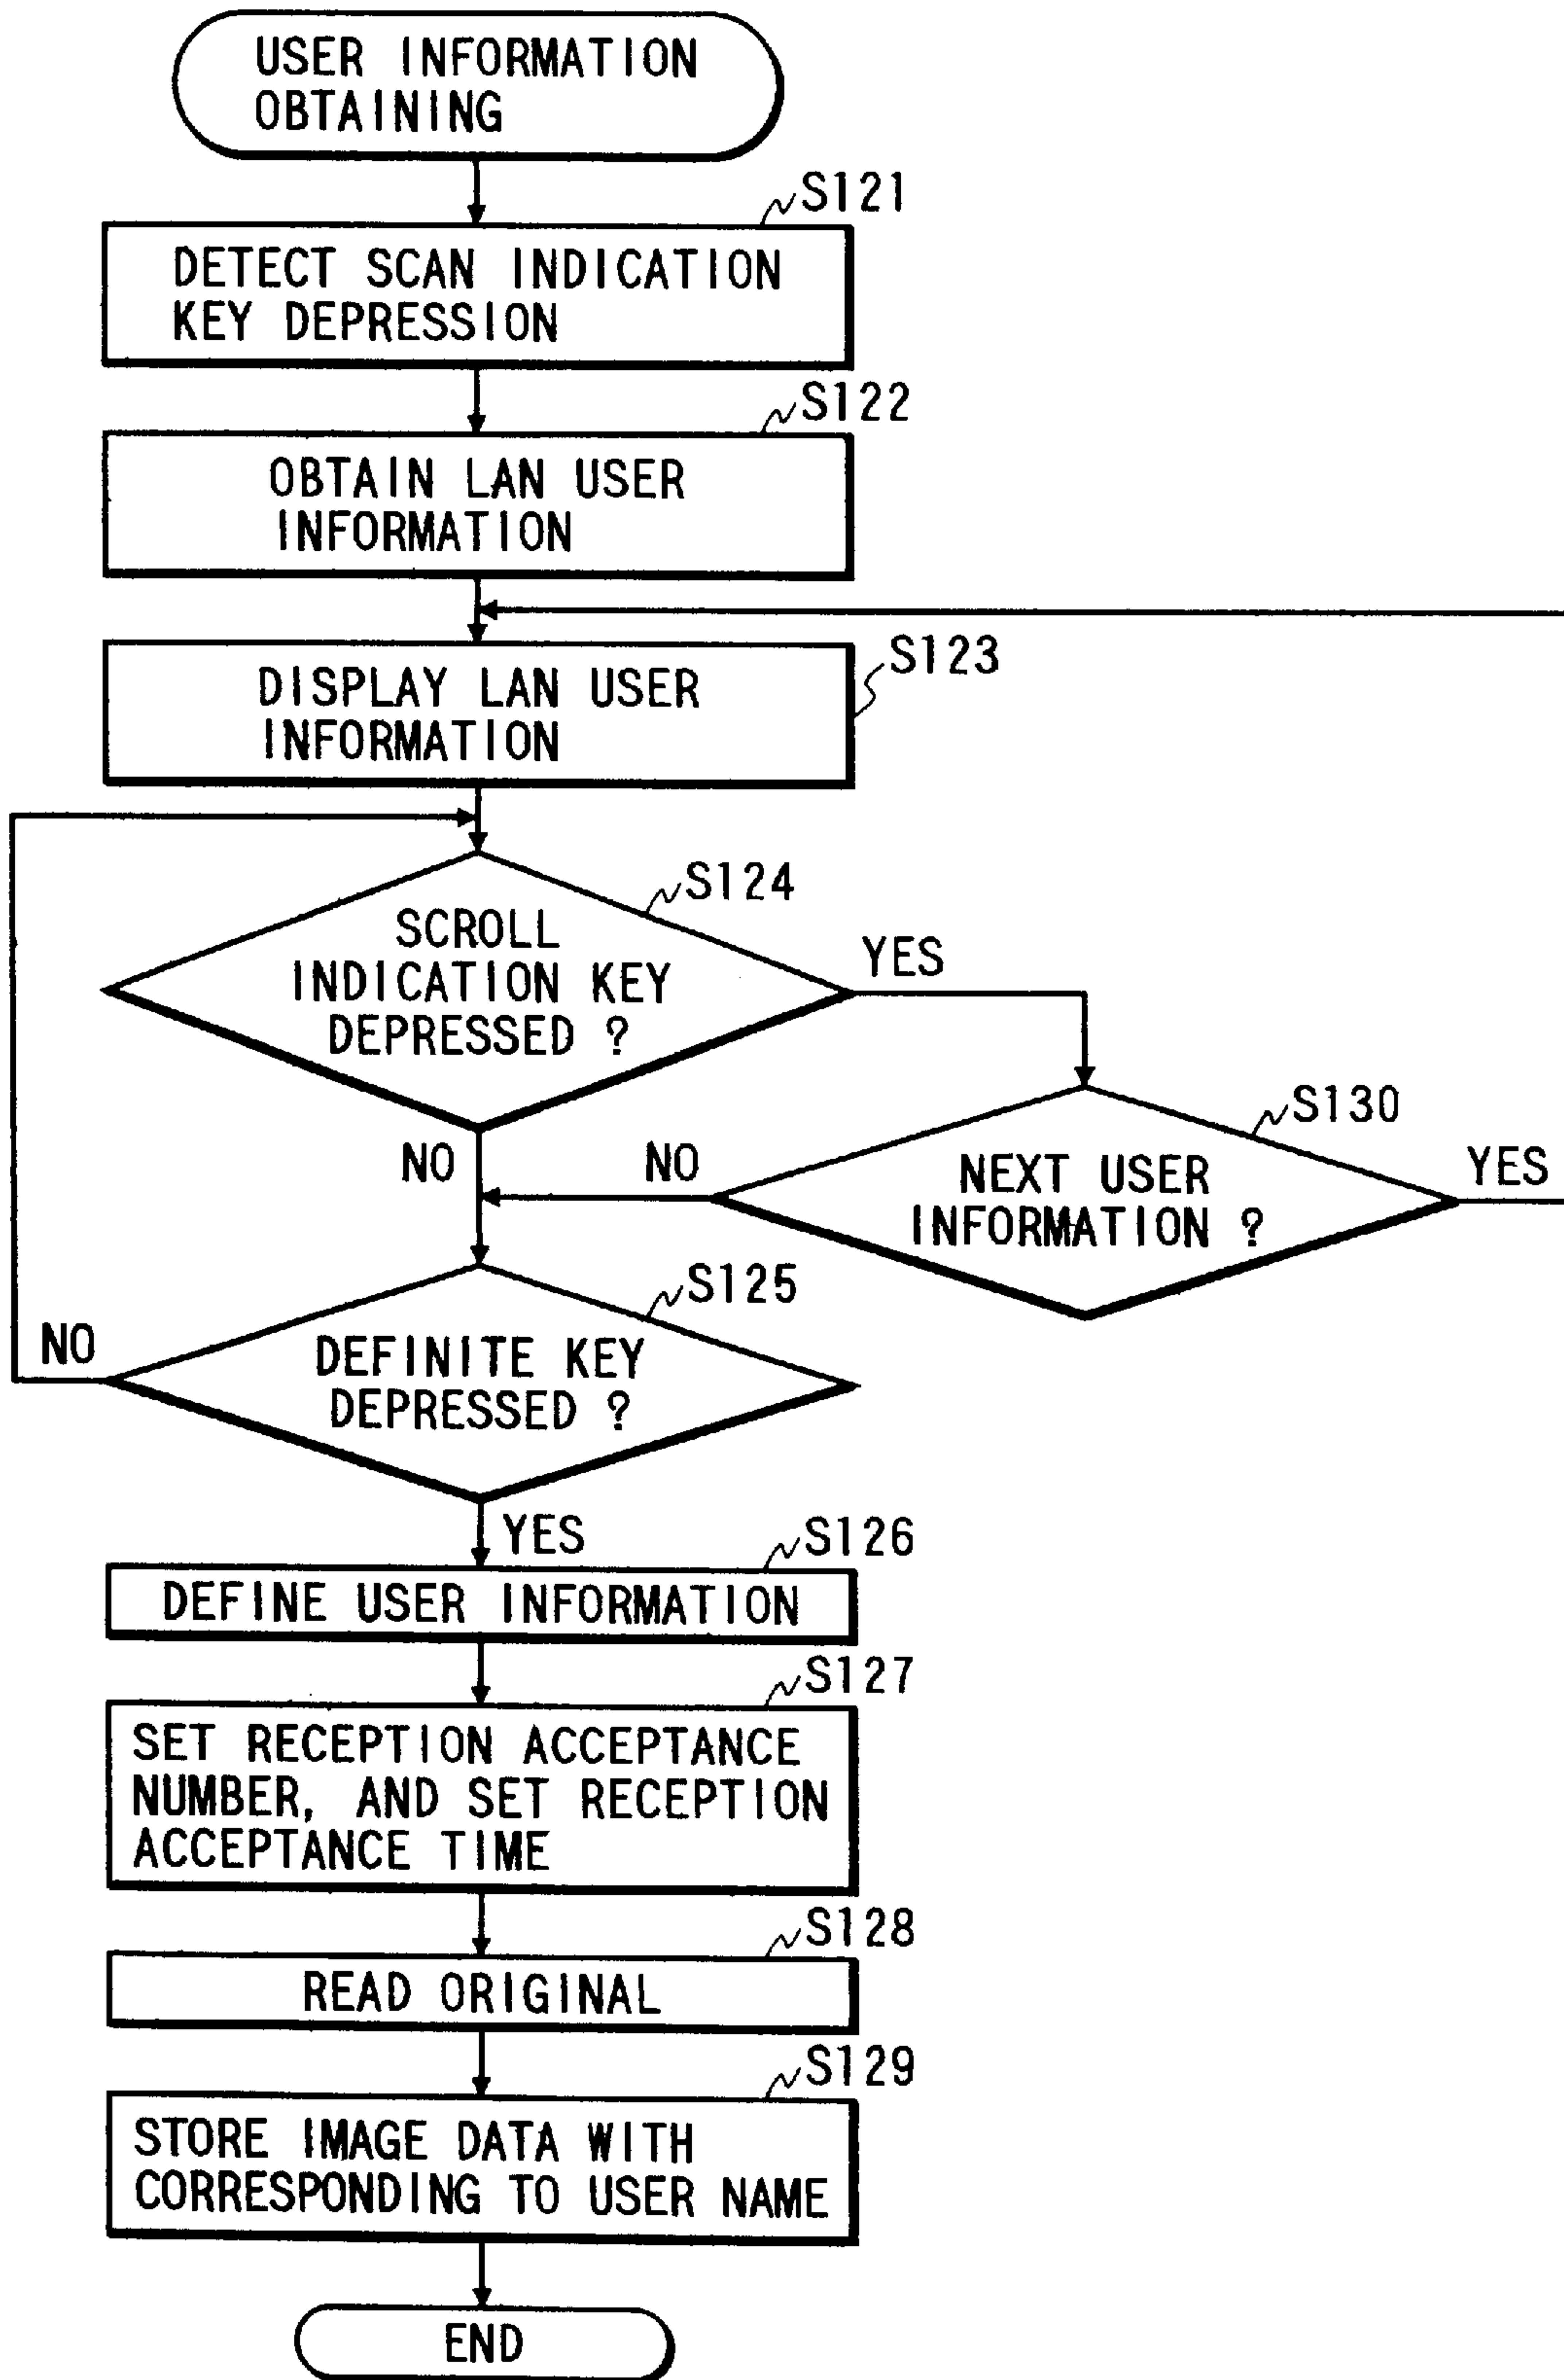 USER INFORMATION
OBTAINING
S121
DETECT SCAN INDICATION
KEY DEPRESSION
S122
OBTAIN LAN USER
INFORMATION
S123
DISPLAY LAN USER
INFORMATION
S124
SCROLL
INDICATION KEY
DEPRESSED ?
YES
S130
NO
NO
NEXT USER
INFORMATION ?
YES
S125
NO
DEFINITE KEY
DEPRESSED ?
YES
S126
DEFINE USER INFORMATION
S127
SET RECEPTION ACCEPTANCE
NUMBER, AND SET RECEPTION
ACCEPTANCE TIME
S128
READ ORIGINAL
S129
STORE IMAGE DATA WITH
CORRESPONDING TO USER NAME
END